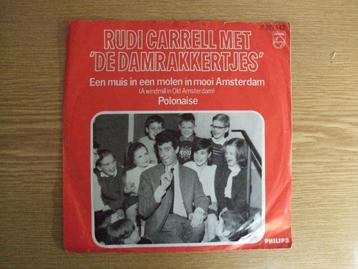 RUDI CARRELL MET
'DE DAMRAKKERTJES'
Een muis in een molen in mooi Amsterdam
(A windmill in Old Amsterdam)
Polonaise
PHILIPS